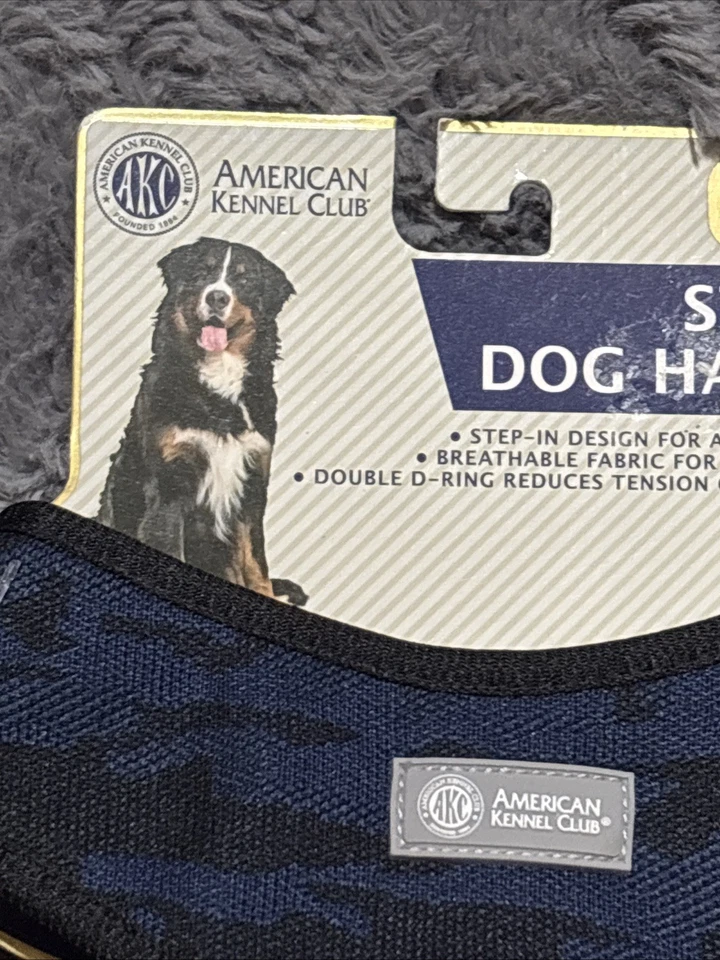 AMERICAN KENNEL CLUB
AKC
FOUNDED 1884
AMERICAN
KENNEL CLUB®
S
DOG HA
• STEP-IN DESIGN FOR A
• BREATHABLE FABRIC FOR
• DOUBLE D-RING REDUCES TENSION
AKC
AMERICAN
KENNEL CLUB®